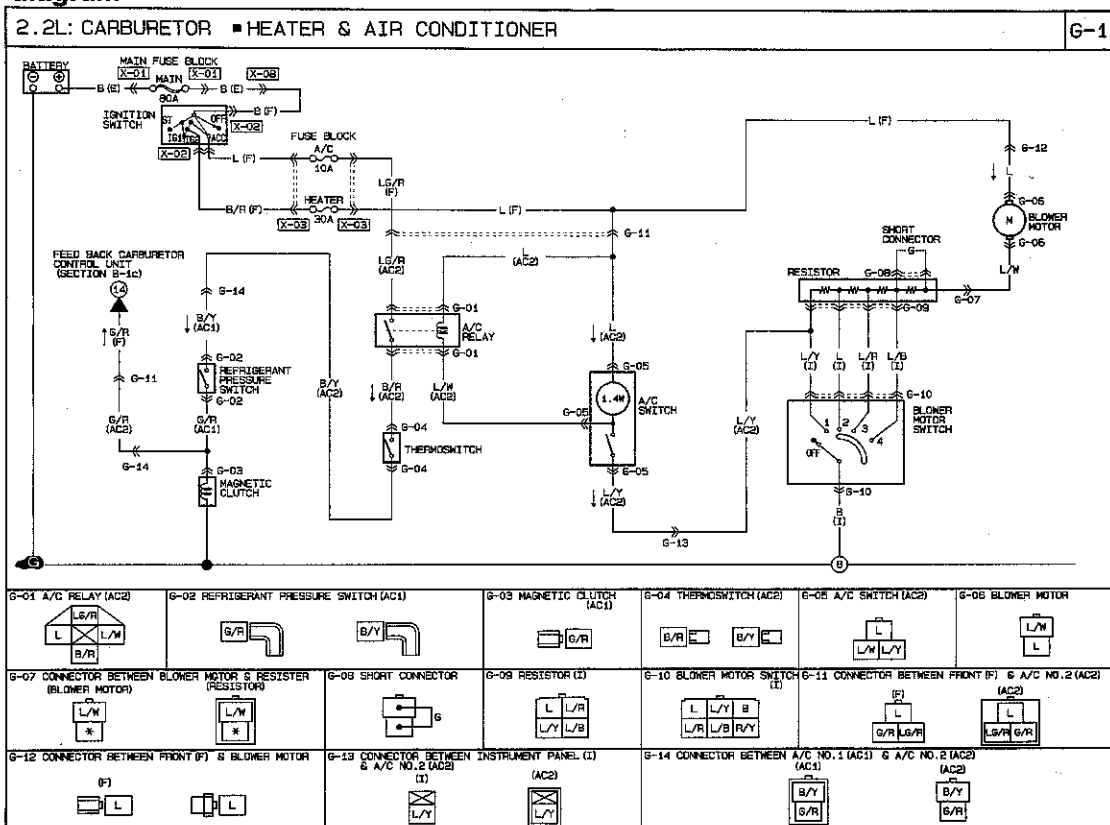 2.2L: CARBURETOR ■HEATER & AIR CONDITIONER G-1
BATTERY
MAIN FUSE BLOCK
X-01 X-01 X-08
B (E) MAIN B (E)
80A
B (F)
IGNITION
SWITCH
ST OFF
IG1 IG2 ACC
X-02
X-02
FUSE BLOCK
A/C
10A
L (F)
LG/R
(F)
B/R (F)
HEATER
30A
X-03 X-03
L (F)
L (F)
G-12
L
G-06
M
BLOWER
MOTOR
G-06
L/W
G-07
G-11
FEED BACK CARBURETOR
CONTROL UNIT
(SECTION B-1c)
14
G/R
(F)
G-11
G/R
(AC2)
G-14
G-14
B/Y
(AC1)
G-02
REFRIGERANT
PRESSURE
SWITCH
G-02
G/R
(AC1)
G-03
MAGNETIC
CLUTCH
B/Y
(AC2)
LG/R
(AC2)
L
(AC2)
G-01
A/C
RELAY
G-01
B/R
(AC2)
L/W
(AC2)
G-04
THERMOSWITCH
G-04
L
(AC2)
G-05
1.4W
A/C
SWITCH
G-05
G-05
L/Y
(AC2)
G-13
L/Y
(AC2)
SHORT
CONNECTOR
G
RESISTOR
G-08
G-09
L/Y
(I)
L
(I)
L/R
(I)
L/B
(I)
G-10
BLOWER
MOTOR
SWITCH
OFF 1 2 3 4
G-10
B
(I)
G
B
G-01 A/C RELAY (AC2)
LG/R
L L/W
B/R
G-02 REFRIGERANT PRESSURE SWITCH (AC1)
G/R B/Y
G-03 MAGNETIC CLUTCH
(AC1)
G/R
G-04 THERMOSWITCH (AC2)
B/R B/Y
G-05 A/C SWITCH (AC2)
L
L/W L/Y
G-06 BLOWER MOTOR
L/W
L
G-07 CONNECTOR BETWEEN BLOWER MOTOR & RESISTER
(BLOWER MOTOR) (RESISTOR)
L/W L/W
* *
G-08 SHORT CONNECTOR
G
G-09 RESISTOR (I)
L L/R
L/Y L/B
G-10 BLOWER MOTOR SWITCH
(I)
L L/Y B
L/R L/B R/Y
G-11 CONNECTOR BETWEEN FRONT (F) & A/C NO.2 (AC2)
(F) (AC2)
L L
G/R LG/R LG/R G/R
G-12 CONNECTOR BETWEEN FRONT (F) & BLOWER MOTOR
(F)
L L
G-13 CONNECTOR BETWEEN INSTRUMENT PANEL (I)
& A/C NO.2 (AC2)
(I) (AC2)
L/Y L/Y
G-14 CONNECTOR BETWEEN A/C NO.1 (AC1) & A/C NO.2 (AC2)
(AC1) (AC2)
B/Y B/Y
G/R G/R